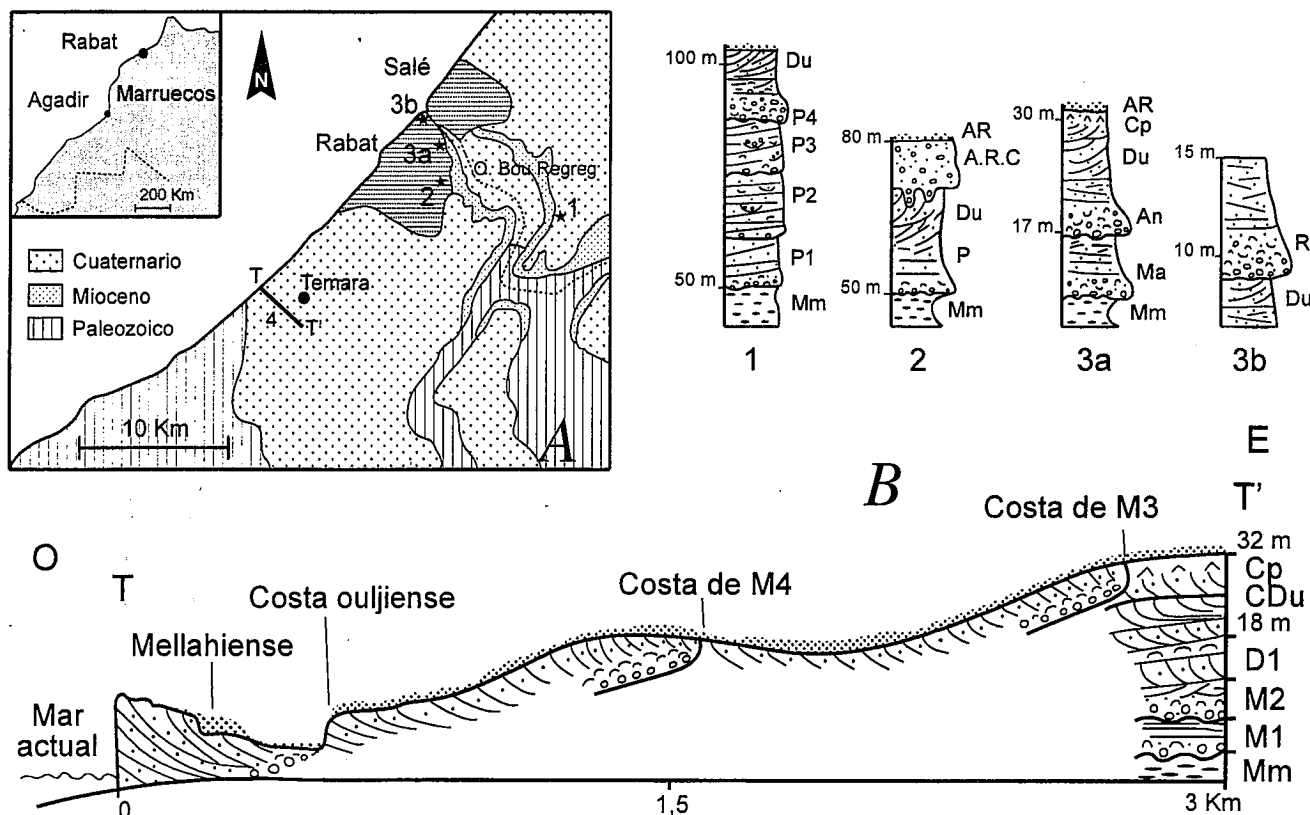 Rabat
Agadir
Marruecos
200 Km
N
Salé
3b
Rabat
3a
O. Bou Regreg
2
1
Cuaternario
Mioceno
Paleozoico
T
Temara
4
T'
10 Km
A
100 m
Du
P4
P3
P2
P1
50 m
Mm
1
80 m
AR
A.R.C
Du
P
50 m
Mm
2
30 m
AR
Cp
Du
17 m
An
Ma
Mm
3a
15 m
10 m
R
Du
3b
B
O
E
T
T'
Mar
actual
Mellahiense
Costa ouljiense
Costa de M4
Costa de M3
32 m
Cp
CDu
18 m
D1
M2
M1
Mm
0
1,5
3 Km